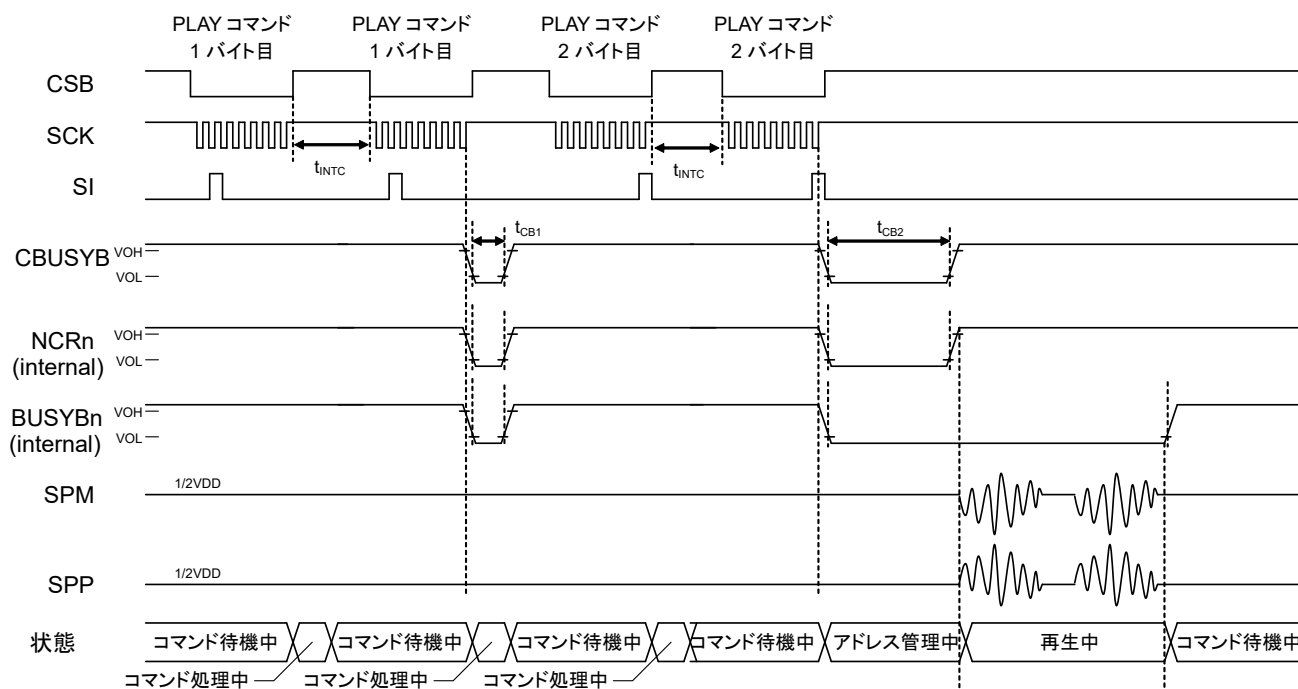 PLAY コマンド
1 バイト目
PLAY コマンド
1 バイト目
PLAY コマンド
2 バイト目
PLAY コマンド
2 バイト目
CSB
SCK
tINTC
tINTC
SI
tCB1
tCB2
CBUSYB
VOH
VOL
NCRn
(internal)
VOH
VOL
BUSYBn
(internal)
VOH
VOL
SPM
1/2VDD
SPP
1/2VDD
状態
コマンド待機中
コマンド待機中
コマンド待機中
コマンド待機中
アドレス管理中
再生中
コマンド待機中
コマンド処理中
コマンド処理中
コマンド処理中